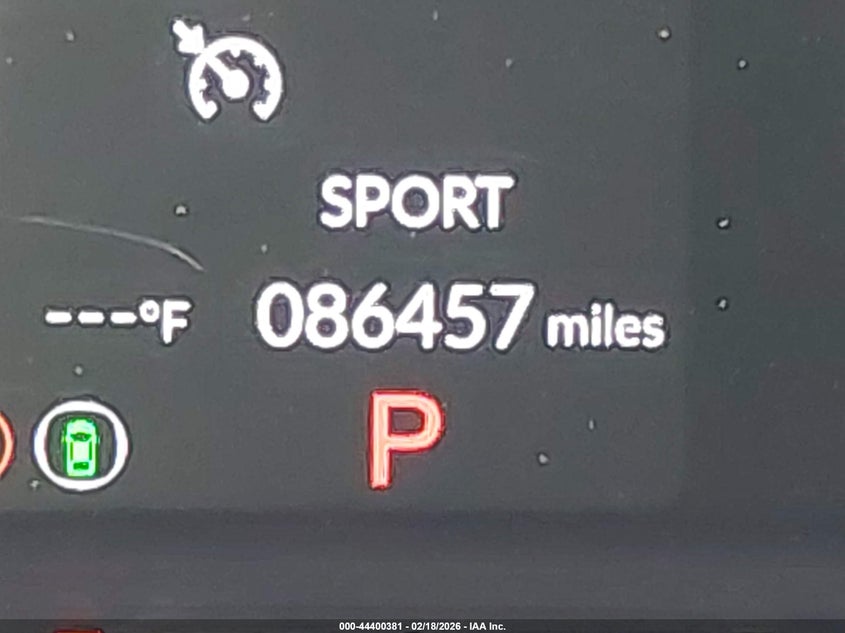 SPORT
---°F 086457 miles
P
000-44400381 - 02/18/2026 - IAA Inc.